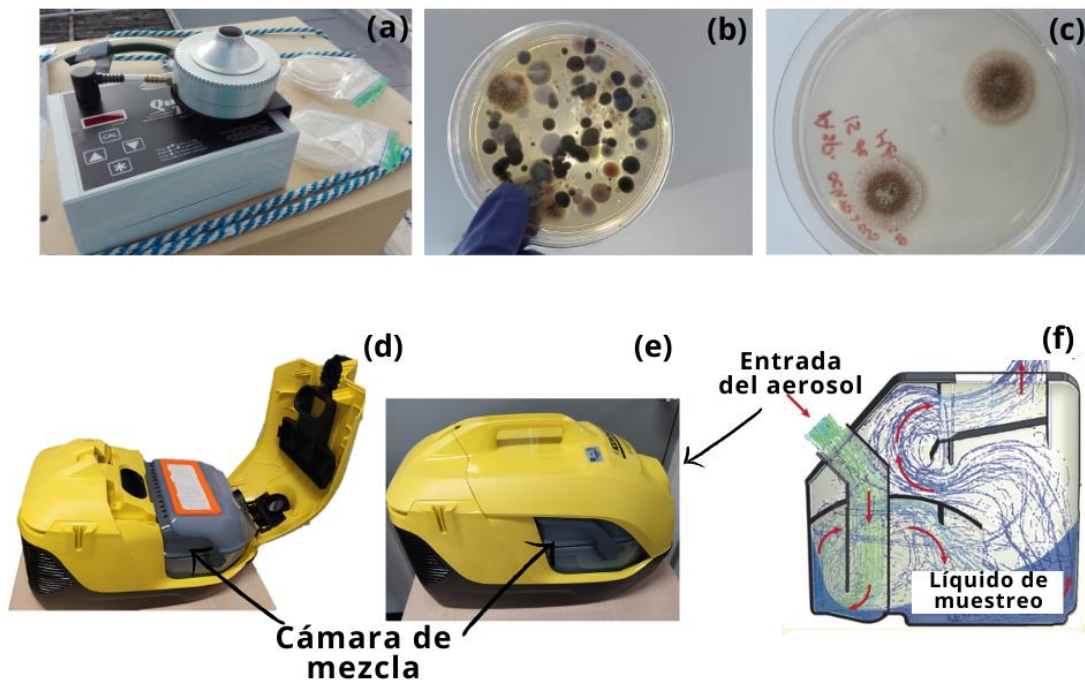 (a)
CAL
(b)
(c)
(d)
(e)
Entrada
del aerosol
(f)
Líquido de
muestreo
Cámara de
mezcla